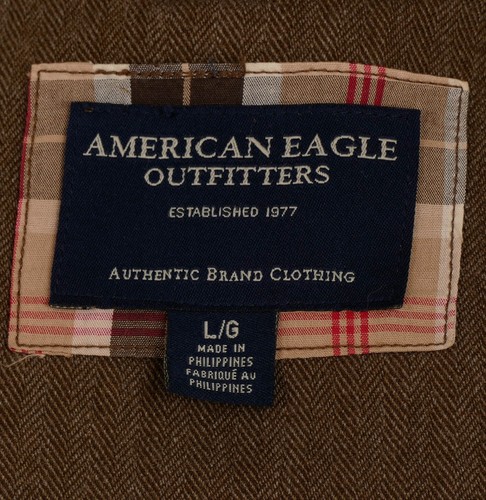 AMERICAN EAGLE
OUTFITTERS
ESTABLISHED 1977
AUTHENTIC BRAND CLOTHING
L/G
MADE IN
PHILIPPINES
FABRIQUÉ AU
PHILIPPINES